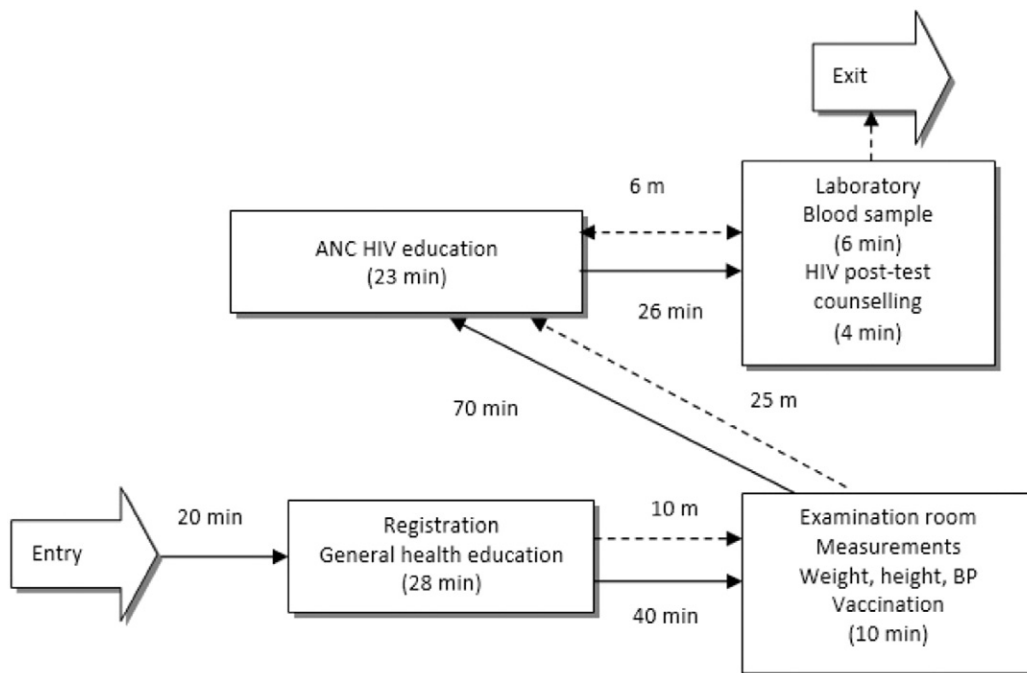 Exit
6 m
Laboratory
Blood sample
(6 min)
HIV post-test
counselling
(4 min)
ANC HIV education
(23 min)
26 min
70 min
25 m
Entry
20 min
Registration
General health education
(28 min)
10 m
40 min
Examination room
Measurements
Weight, height, BP
Vaccination
(10 min)